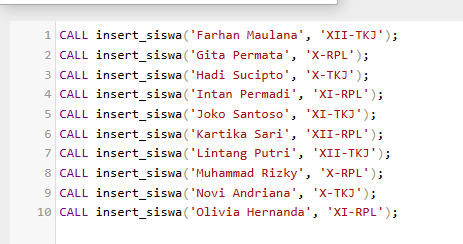 1 CALL insert_siswa('Farhan Maulana', 'XII-TKJ');
2 CALL insert_siswa('Gita Permata', 'X-RPL');
3 CALL insert_siswa('Hadi Sucipto', 'X-TKJ');
4 CALL insert_siswa('Intan Permadi', 'XI-RPL');
5 CALL insert_siswa('Joko Santoso', 'XI-TKJ');
6 CALL insert_siswa('Kartika Sari', 'XII-RPL');
7 CALL insert_siswa('Lintang Putri', 'XII-TKJ');
8 CALL insert_siswa('Muhammad Rizky', 'X-RPL');
9 CALL insert_siswa('Novi Andriana', 'X-TKJ');
10 CALL insert_siswa('Olivia Hernanda', 'XI-RPL');